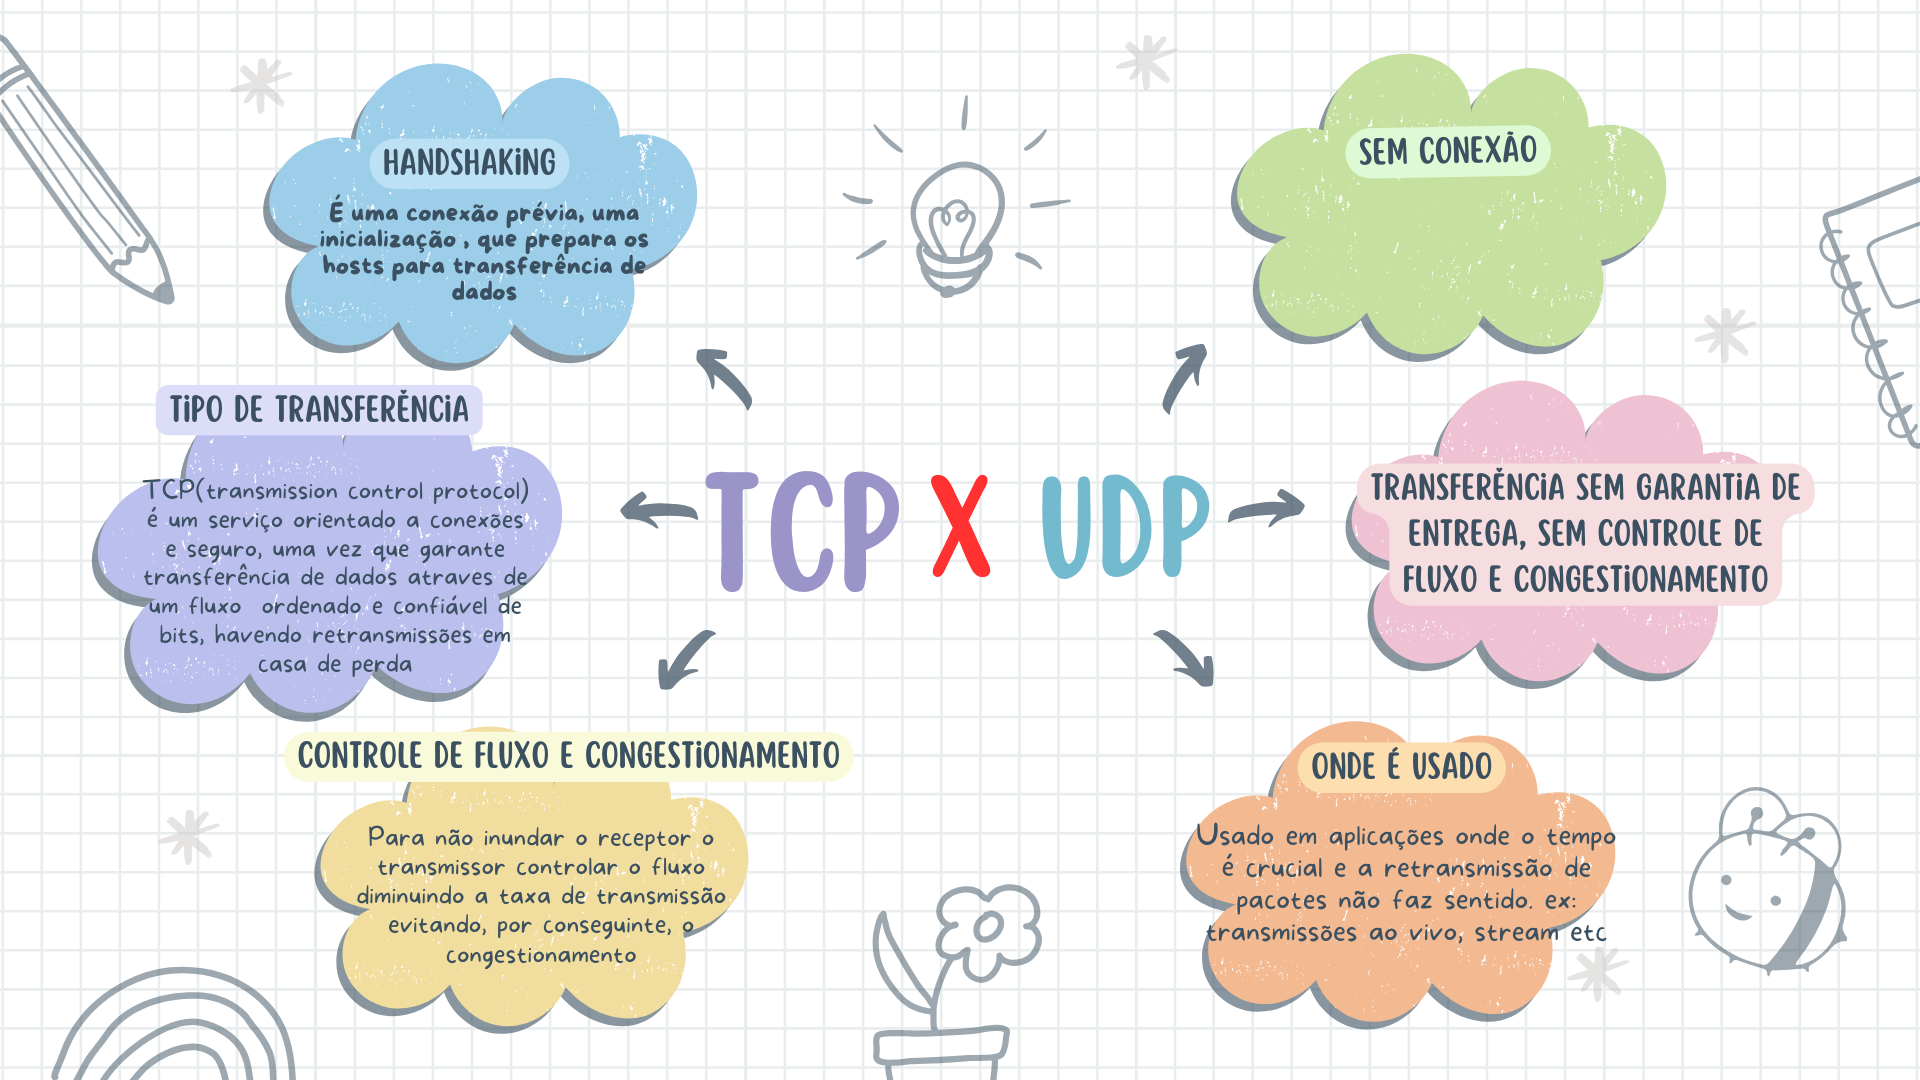 HANDSHAKING
É uma conexão prévia, uma
inicialização , que prepara os
hosts para transferência de
dados
TIPO DE TRANSFERÊNCIA
TCP(transmission control protocol)
é um serviço orientado a conexões
e seguro, uma vez que garante
transferência de dados atraves de
um fluxo ordenado e confiável de
bits, havendo retransmissões em
casa de perda
CONTROLE DE FLUXO E CONGESTIONAMENTO
Para não inundar o receptor o
transmissor controlar o fluxo
diminuindo a taxa de transmissão
evitando, por conseguinte, o
congestionamento
TCP X UDP
SEM CONEXÃO
TRANSFERÊNCIA SEM GARANTIA DE
ENTREGA, SEM CONTROLE DE
FLUXO E CONGESTIONAMENTO
ONDE É USADO
Usado em aplicações onde o tempo
é crucial e a retransmissão de
pacotes não faz sentido. ex:
transmissões ao vivo, stream etc